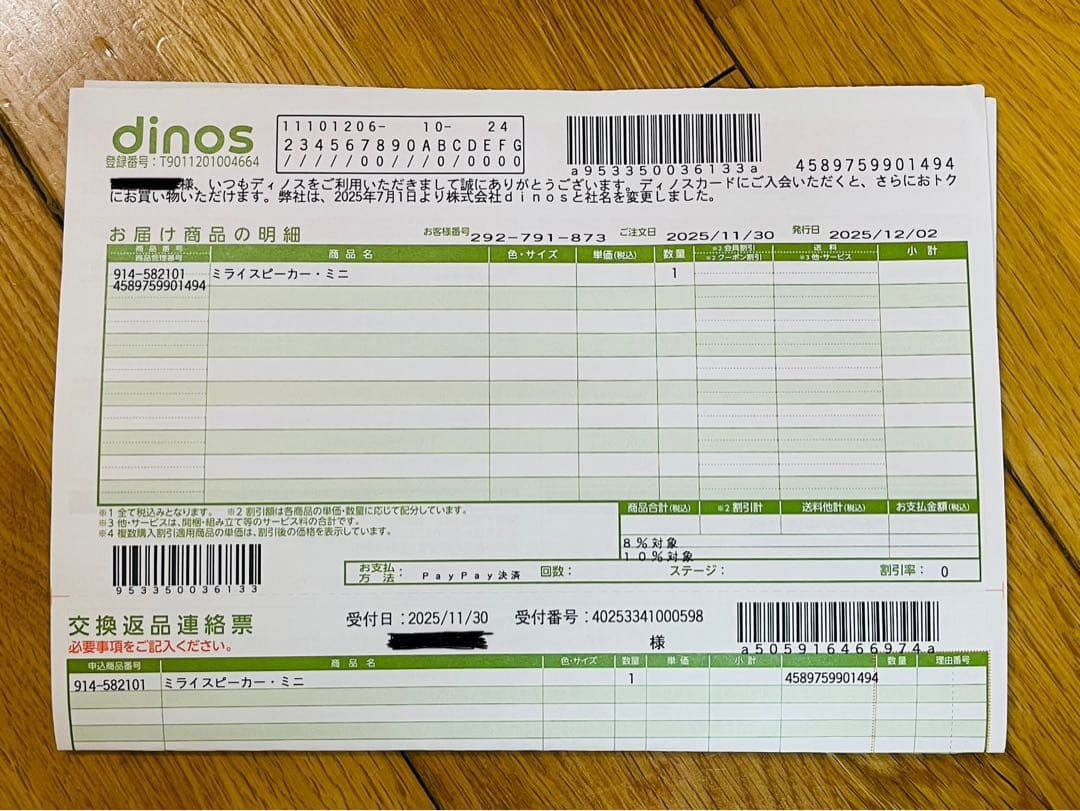 dinos
登録番号：T9011201004664
11101206-　10-　24
234567890ABCDEFG
/////00///0/0000
a953350036133a
4589759901494
様、いつもディノスをご利用いただきまして誠にありがとうございます。ディノスカードにご入会いただくと、さらにおトク
にお買い物いただけます。弊社は、2025年7月1日より株式会社dinosと社名を変更しました。
お届け商品の明細
お客様番号 292-791-873 ご注文日 2025/11/30 発行日 2025/12/02
商品番号 商品管理番号 商品名 色・サイズ 単価(税込) 数量 ※2会員割引 ※2クーポン割引 送料 ※3他・サービス 小計
914-582101 ミライスピーカー・ミニ 1
4589759901494
※1 全て税込みとなります。 ※2 割引額は各商品の単価・数量に応じて配分しています。
※3 他・サービスは、開梱・組み立て等のサービス料の合計です。
※4 複数購入割引適用商品の単価は、割引後の価格を表示しています。
商品合計(税込) ※2 割引計 送料他計(税込) お支払金額(税込)
8％対象
10％対象
953350036133
お支払方法： PayPay決済 回数： ステージ： 割引率： 0
交換返品連絡票
必要事項をご記入ください。
受付日：2025/11/30 受付番号：40253341000598
様
a505916466974a
申込商品番号 商品名 色・サイズ 数量 単価 小計 数量 理由番号
914-582101 ミライスピーカー・ミニ 1 4589759901494